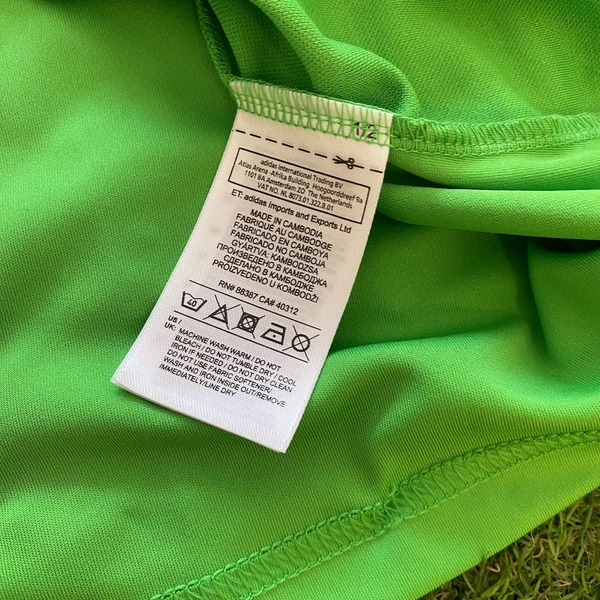 1/2
adidas International Trading BV
Atlas Arena -Afrika Building Hoogoorddreef 9a
1101 BA Amsterdam ZO The Netherlands
VAT NO. NL 8073.01.322.B.01
ET: adidas Imports and Exports Ltd
MADE IN CAMBODIA
FABRIQUÉ AU CAMBODGE
FABRICADO EN CAMBOYA
FABRICADO NO CAMBOJA
GYÁRTVA: KAMBODZSA
ПРОИЗВЕДЕНО В КАМБОДЖА
СДЕЛАНО В КАМБОДЖЕ
PROIZVEDENO U KOMBODŽI
RN# 88387 CA# 40312
40
US /
UK: MACHINE WASH WARM / DO NOT
BLEACH / DO NOT TUMBLE DRY / COOL
IRON IF NEEDED / DO NOT DRY CLEAN
DO NOT USE FABRIC SOFTENER/
WASH AND IRON INSIDE OUT/REMOVE
IMMEDIATELY/LINE DRY